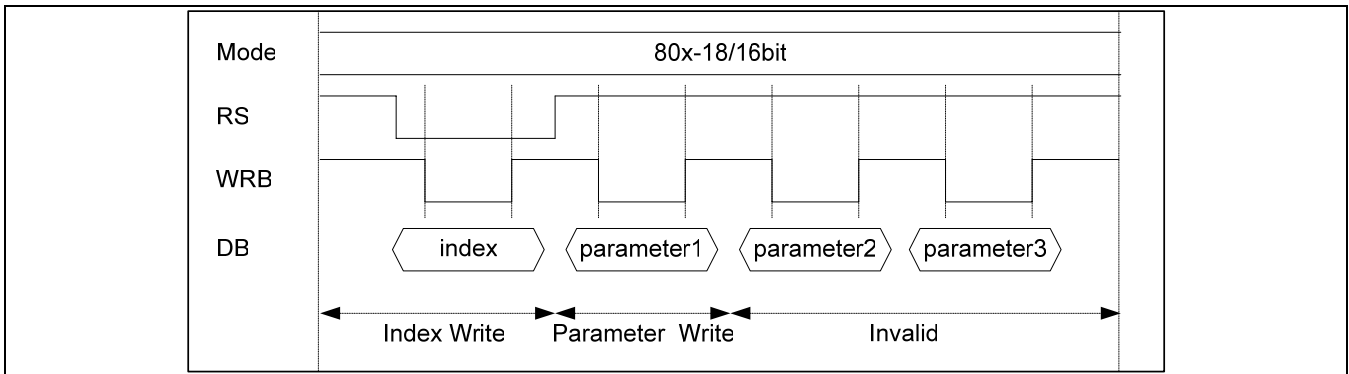 Mode 80x-18/16bit
RS
WRB
DB index parameter1 parameter2 parameter3
Index Write Parameter Write Invalid